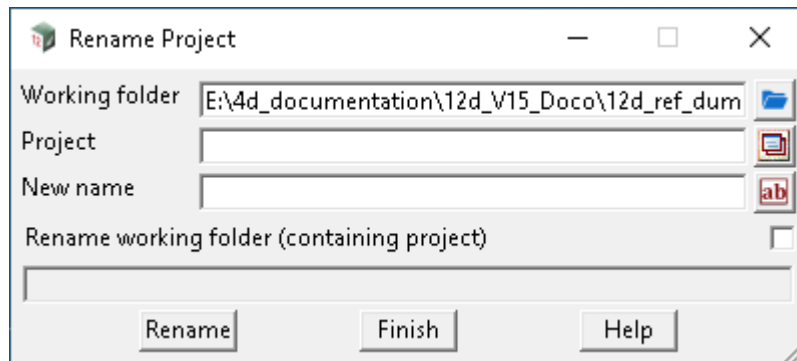 Rename Project
Working folder E:\4d_documentation\12d_V15_Doco\12d_ref_dum
Project
New name ab
Rename working folder (containing project)
Rename Finish Help